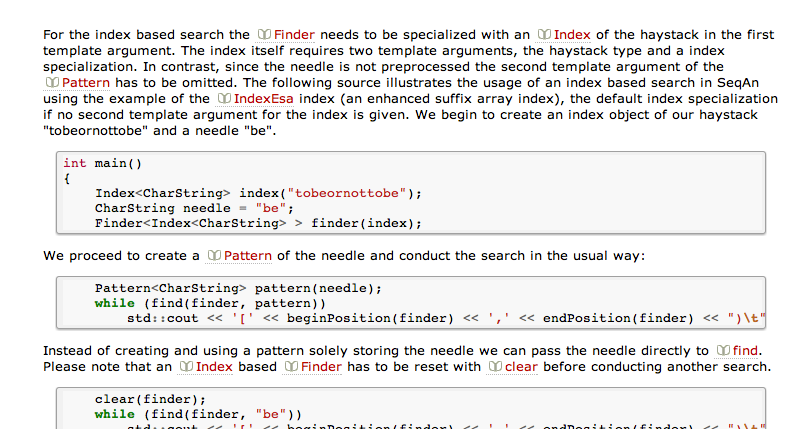 For the index based search the Finder needs to be specialized with an Index of the haystack in the first
template argument. The index itself requires two template arguments, the haystack type and a index
specialization. In contrast, since the needle is not preprocessed the second template argument of the
Pattern has to be omitted. The following source illustrates the usage of an index based search in SeqAn
using the example of the IndexEsa index (an enhanced suffix array index), the default index specialization
if no second template argument for the index is given. We begin to create an index object of our haystack
"tobeornottobe" and a needle "be".
int main()
{
    Index<CharString> index("tobeornottobe");
    CharString needle = "be";
    Finder<Index<CharString> > finder(index);
We proceed to create a Pattern of the needle and conduct the search in the usual way:
    Pattern<CharString> pattern(needle);
    while (find(finder, pattern))
        std::cout << '[' << beginPosition(finder) << ',' << endPosition(finder) << ")\t"
Instead of creating and using a pattern solely storing the needle we can pass the needle directly to find.
Please note that an Index based Finder has to be reset with clear before conducting another search.
    clear(finder);
    while (find(finder, "be"))